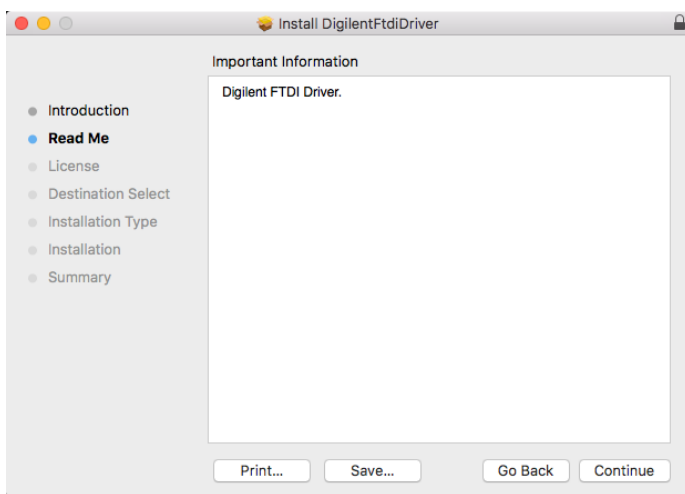 Install DigilentFtdiDriver
Important Information
Digilent FTDI Driver.
Introduction
Read Me
License
Destination Select
Installation Type
Installation
Summary
Print...
Save...
Go Back
Continue